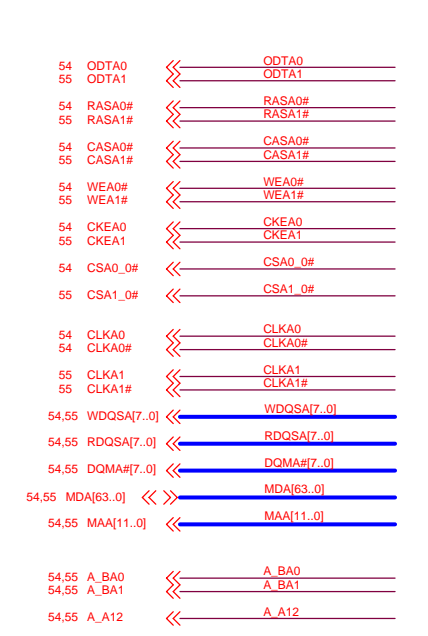 54 ODTA0 ODTA0
55 ODTA1 ODTA1
54 RASA0# RASA0#
55 RASA1# RASA1#
54 CASA0# CASA0#
55 CASA1# CASA1#
54 WEA0# WEA0#
55 WEA1# WEA1#
54 CKEA0 CKEA0
55 CKEA1 CKEA1
54 CSA0_0# CSA0_0#
55 CSA1_0# CSA1_0#
54 CLKA0 CLKA0
54 CLKA0# CLKA0#
55 CLKA1 CLKA1
55 CLKA1# CLKA1#
54,55 WDQSA[7..0] WDQSA[7..0]
54,55 RDQSA[7..0] RDQSA[7..0]
54,55 DQMA#[7..0] DQMA#[7..0]
54,55 MDA[63..0] MDA[63..0]
54,55 MAA[11..0] MAA[11..0]
54,55 A_BA0 A_BA0
54,55 A_BA1 A_BA1
54,55 A_A12 A_A12